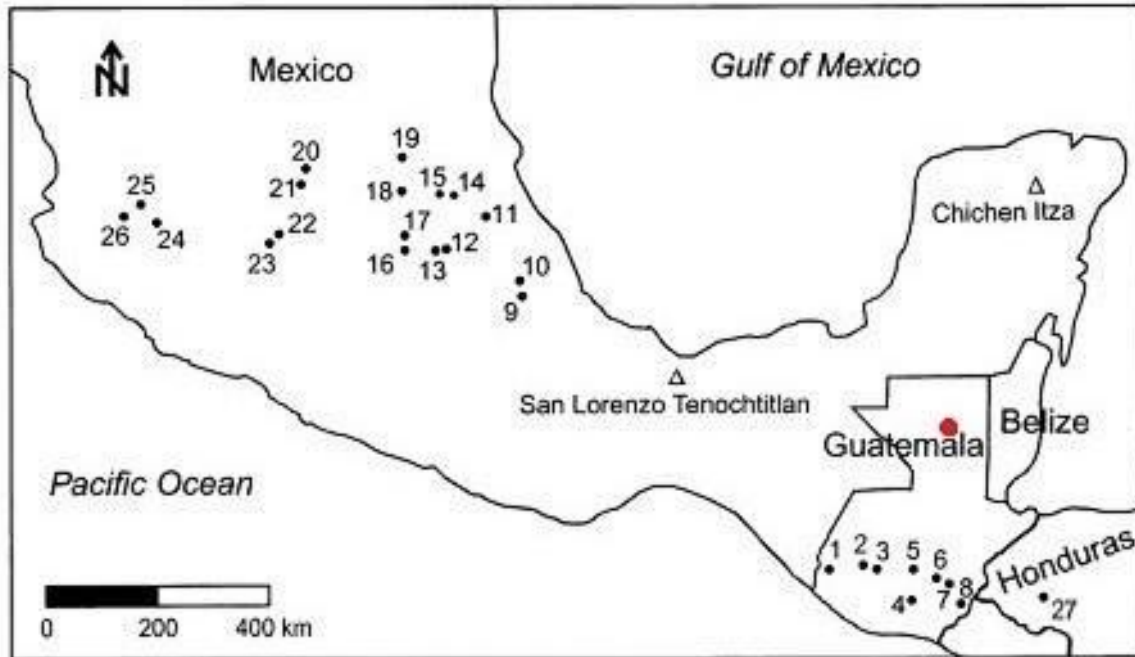 N
Mexico
Gulf of Mexico
19
20
25
21
18
15
14
Chichen Itza
26
24
22
17
11
23
16
13
12
10
9
San Lorenzo Tenochtitlan
Belize
Guatemala
Pacific Ocean
1
2
3
5
6
Honduras
4
7
8
27
0
200
400 km